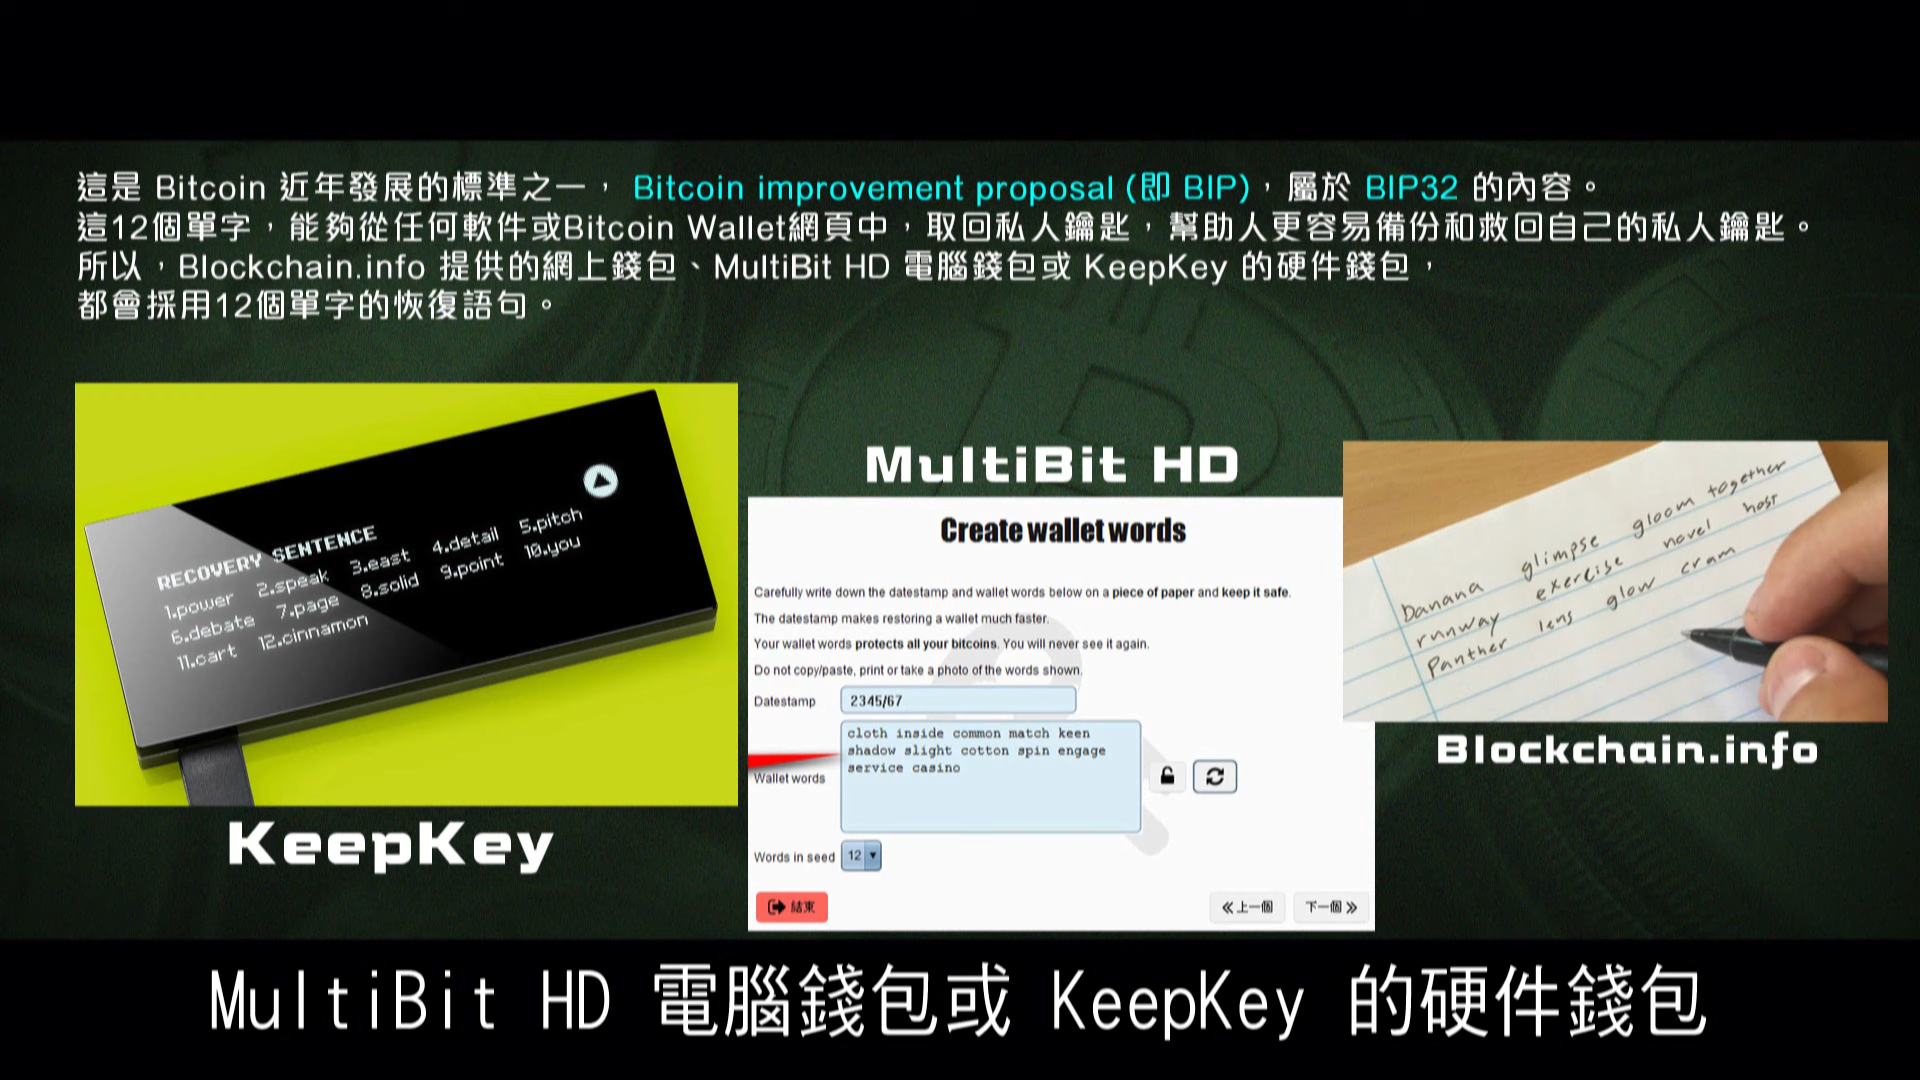 這是 Bitcoin 近年發展的標準之一，Bitcoin improvement proposal (即 BIP)，屬於 BIP32 的內容。
這12個單字，能夠從任何軟件或Bitcoin Wallet網頁中，取回私人鑰匙，幫助人更容易備份和救回自己的私人鑰匙。
所以，Blockchain.info 提供的網上錢包、MultiBit HD 電腦錢包或 KeepKey 的硬件錢包，
都會採用12個單字的恢復語句。
RECOVERY SENTENCE
1.power 2.speak 3.east 4.detail 5.pitch
6.debate 7.page 8.solid 9.point 10.you
11.cart 12.cinnamon
KeepKey
MultiBit HD
Create wallet words
Carefully write down the datestamp and wallet words below on a piece of paper and keep it safe.
The datestamp makes restoring a wallet much faster.
Your wallet words protects all your bitcoins. You will never see it again.
Do not copy/paste, print or take a photo of the words shown.
Datestamp 2345/67
cloth inside common match keen
shadow slight cotton spin engage
service casino
Wallet words
Words in seed 12
結束
上一個 下一個
banana glimpse gloom together
runway exercise novel host
panther lens glow cram
Blockchain.info
MultiBit HD 電腦錢包或 KeepKey 的硬件錢包